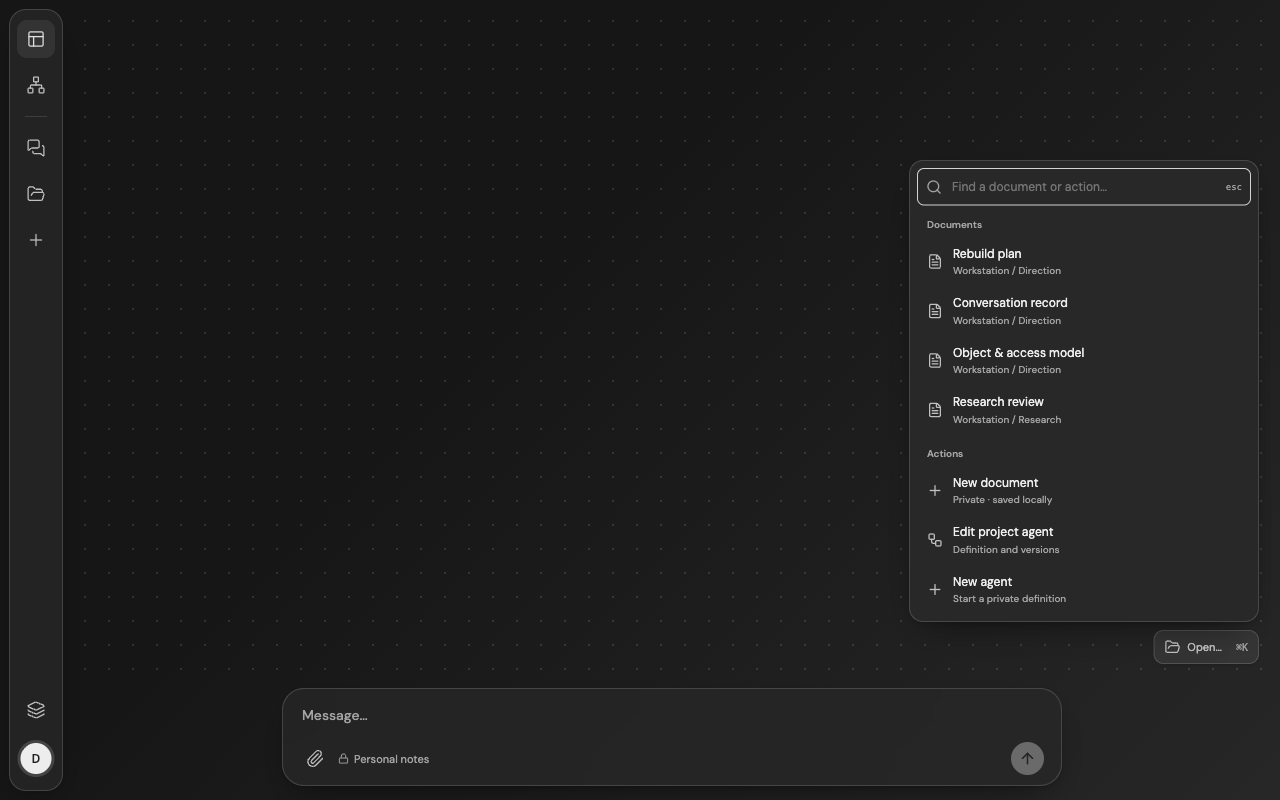 Find a document or action...
esc
Documents
Rebuild plan
Workstation / Direction
Conversation record
Workstation / Direction
Object & access model
Workstation / Direction
Research review
Workstation / Research
Actions
New document
Private · saved locally
Edit project agent
Definition and versions
New agent
Start a private definition
Open... ⌘K
Message...
Personal notes
D